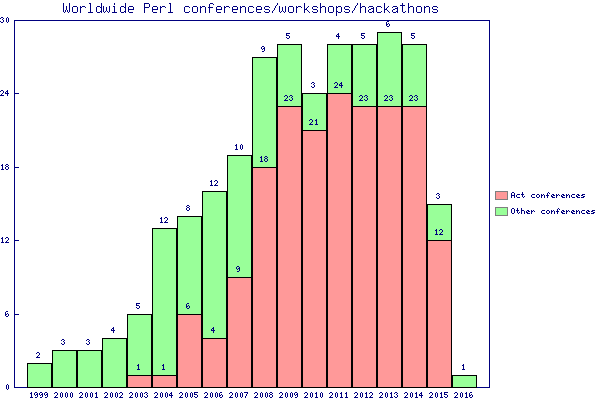 Worldwide Perl conferences/workshops/hackathons
30
24
18
12
6
0
2 3 3 4 5 12 8 12 10 9 5 3 4 5 6 5 3 1
1 1 6 4 9 18 23 21 24 23 23 23 12
1999 2000 2001 2002 2003 2004 2005 2006 2007 2008 2009 2010 2011 2012 2013 2014 2015 2016
Act conferences
Other conferences